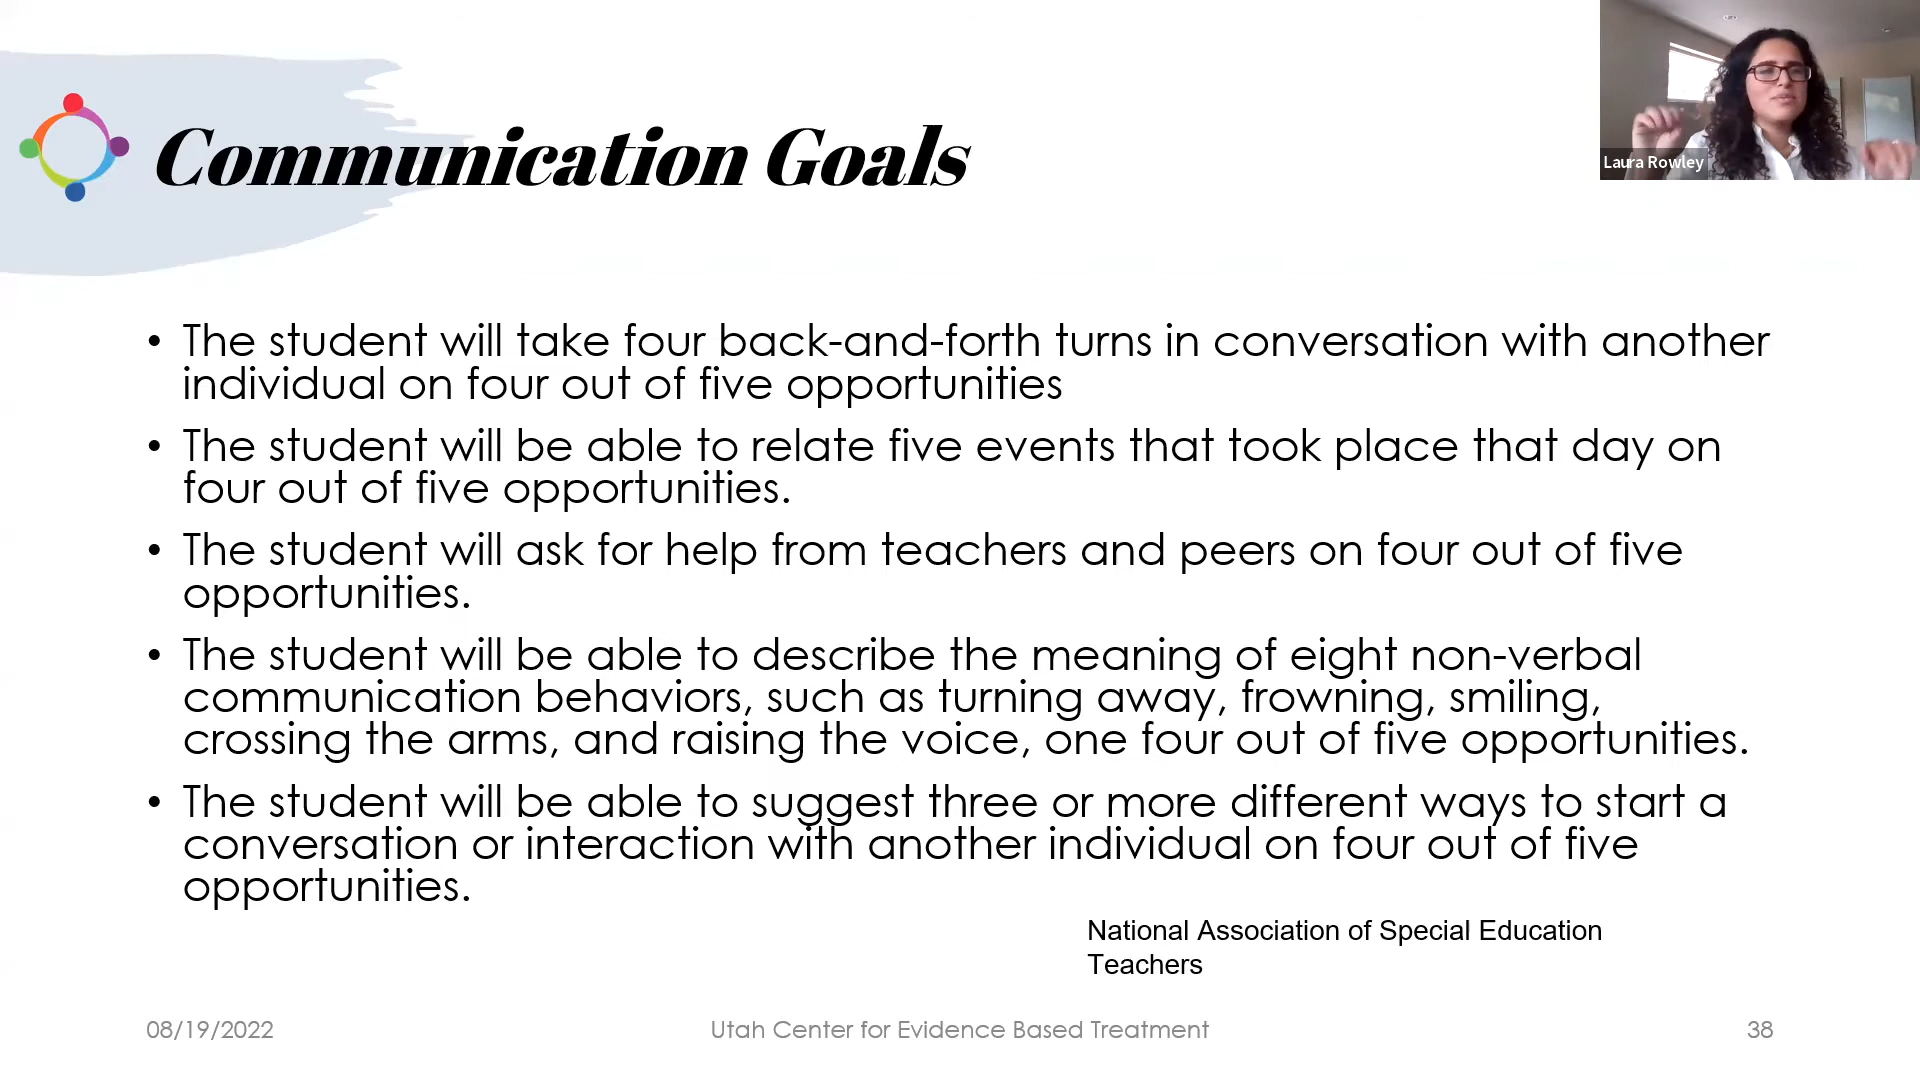 Communication Goals
Laura Rowley
• The student will take four back-and-forth turns in conversation with another
individual on four out of five opportunities
• The student will be able to relate five events that took place that day on
four out of five opportunities.
• The student will ask for help from teachers and peers on four out of five
opportunities.
• The student will be able to describe the meaning of eight non-verbal
communication behaviors, such as turning away, frowning, smiling,
crossing the arms, and raising the voice, one four out of five opportunities.
• The student will be able to suggest three or more different ways to start a
conversation or interaction with another individual on four out of five
opportunities.
National Association of Special Education
Teachers
08/19/2022
Utah Center for Evidence Based Treatment
38